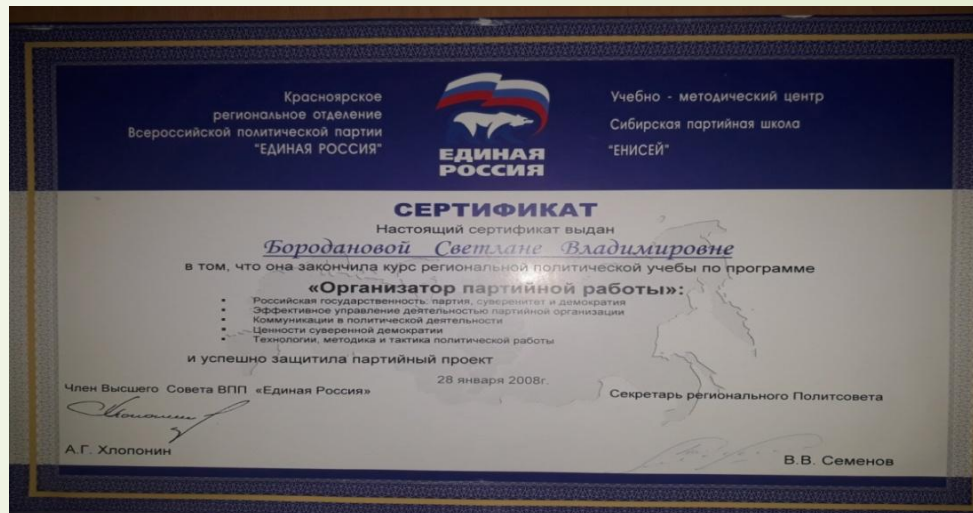 Красноярское
региональное отделение
Всероссийской политической партии
"ЕДИНАЯ РОССИЯ"
ЕДИНАЯ
РОССИЯ
Учебно - методический центр
Сибирская партийная школа
"ЕНИСЕЙ"
СЕРТИФИКАТ
Настоящий сертификат выдан
Бородановой Светлане Владимировне
в том, что она закончила курс региональной политической учебы по программе
«Организатор партийной работы»:
• Российская государственность: партия, суверенитет и демократия
• Эффективное управление деятельностью партийной организации
• Коммуникации в политической деятельности
• Ценности суверенной демократии
• Технологии, методика и тактика политической работы
и успешно защитила партийный проект
28 января 2008г.
Член Высшего Совета ВПП «Единая Россия»
А.Г. Хлопонин
Секретарь регионального Политсовета
В.В. Семенов